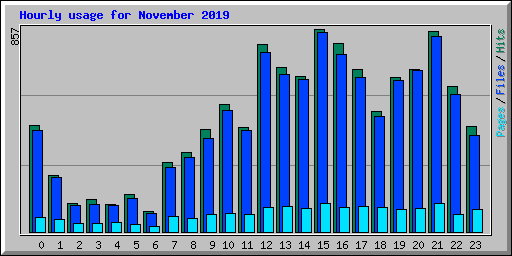 Hourly usage for November 2019
857
Pages / Files / Hits
0 1 2 3 4 5 6 7 8 9 10 11 12 13 14 15 16 17 18 19 20 21 22 23